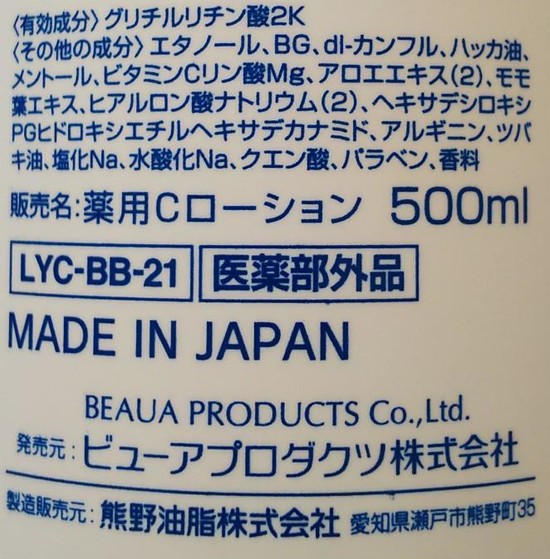 〈有効成分〉グリチルリチン酸2K
〈その他の成分〉エタノール、BG、dl-カンフル、ハッカ油、
メントール、ビタミンCリン酸Mg、アロエエキス(2)、モモ
葉エキス、ヒアルロン酸ナトリウム(2)、ヘキサデシロキシ
PGヒドロキシエチルヘキサデカナミド、アルギニン、ツバ
キ油、塩化Na、水酸化Na、クエン酸、パラベン、香料
販売名:薬用Cローション 500ml
LYC-BB-21 医薬部外品
MADE IN JAPAN
BEAUA PRODUCTS Co.,Ltd.
発売元:ビューアプロダクツ株式会社
製造販売元:熊野油脂株式会社 愛知県瀬戸市熊野町35